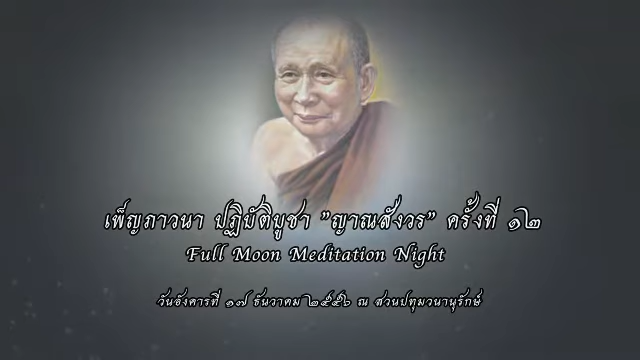 เพ็ญภาวนา ปฏิบัติบูชา "ญาณสังวร" ครั้งที่ ๑๒
Full Moon Meditation Night
วันอังคารที่ ๑๗ ธันวาคม ๒๕๕๖ ณ สวนปทุมวนานุรักษ์